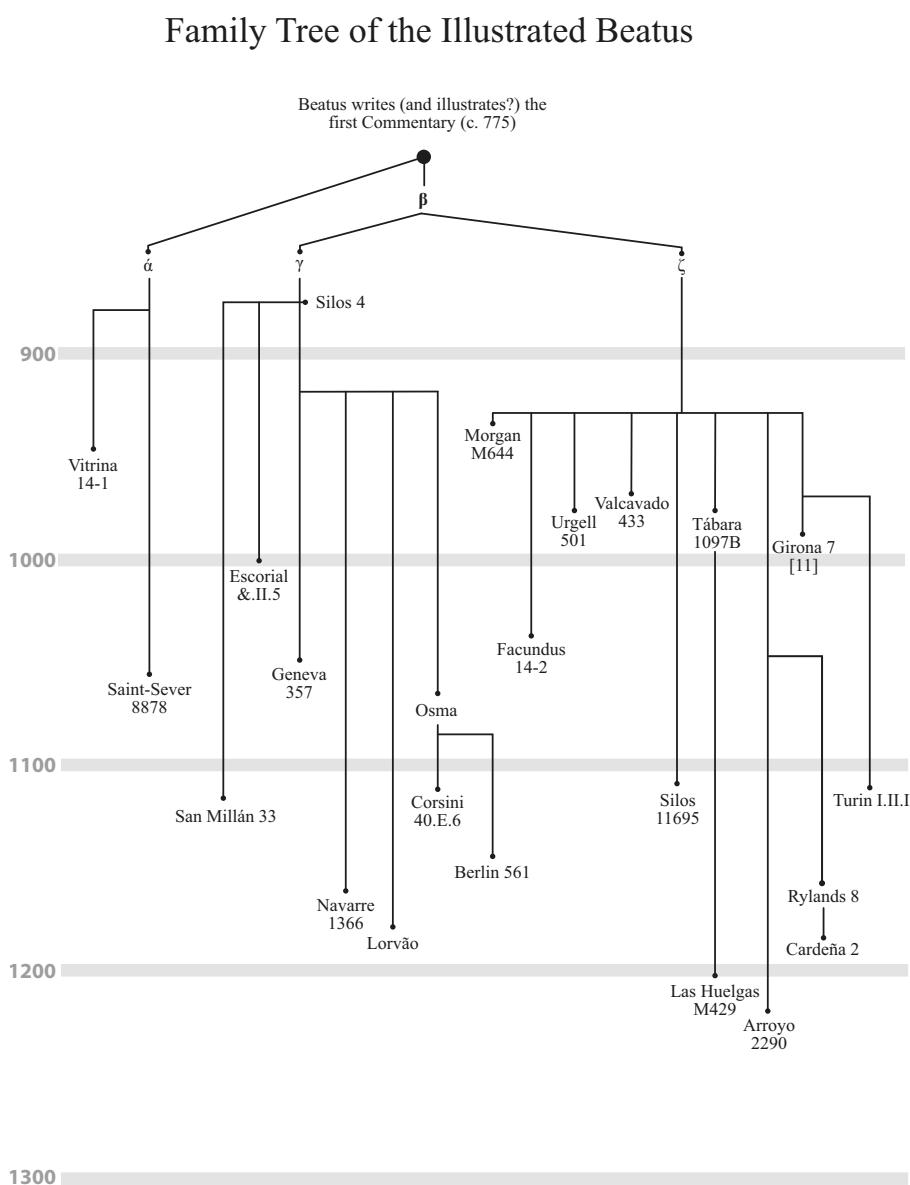 Family Tree of the Illustrated Beatus
Beatus writes (and illustrates?) the
first Commentary (c. 775)
β
ά
γ
ζ
Silos 4
900
Morgan
M644
Vitrina
14-1
Valcavado
433
Urgell
501
Tábara
1097B
Girona 7
[11]
1000
Escorial
&.II.5
Facundus
14-2
Geneva
357
Saint-Sever
8878
Osma
1100
San Millán 33
Corsini
40.E.6
Silos
11695
Turin I.II.I
Berlin 561
Rylands 8
Navarre
1366
Lorvão
Cardeña 2
1200
Las Huelgas
M429
Arroyo
2290
1300